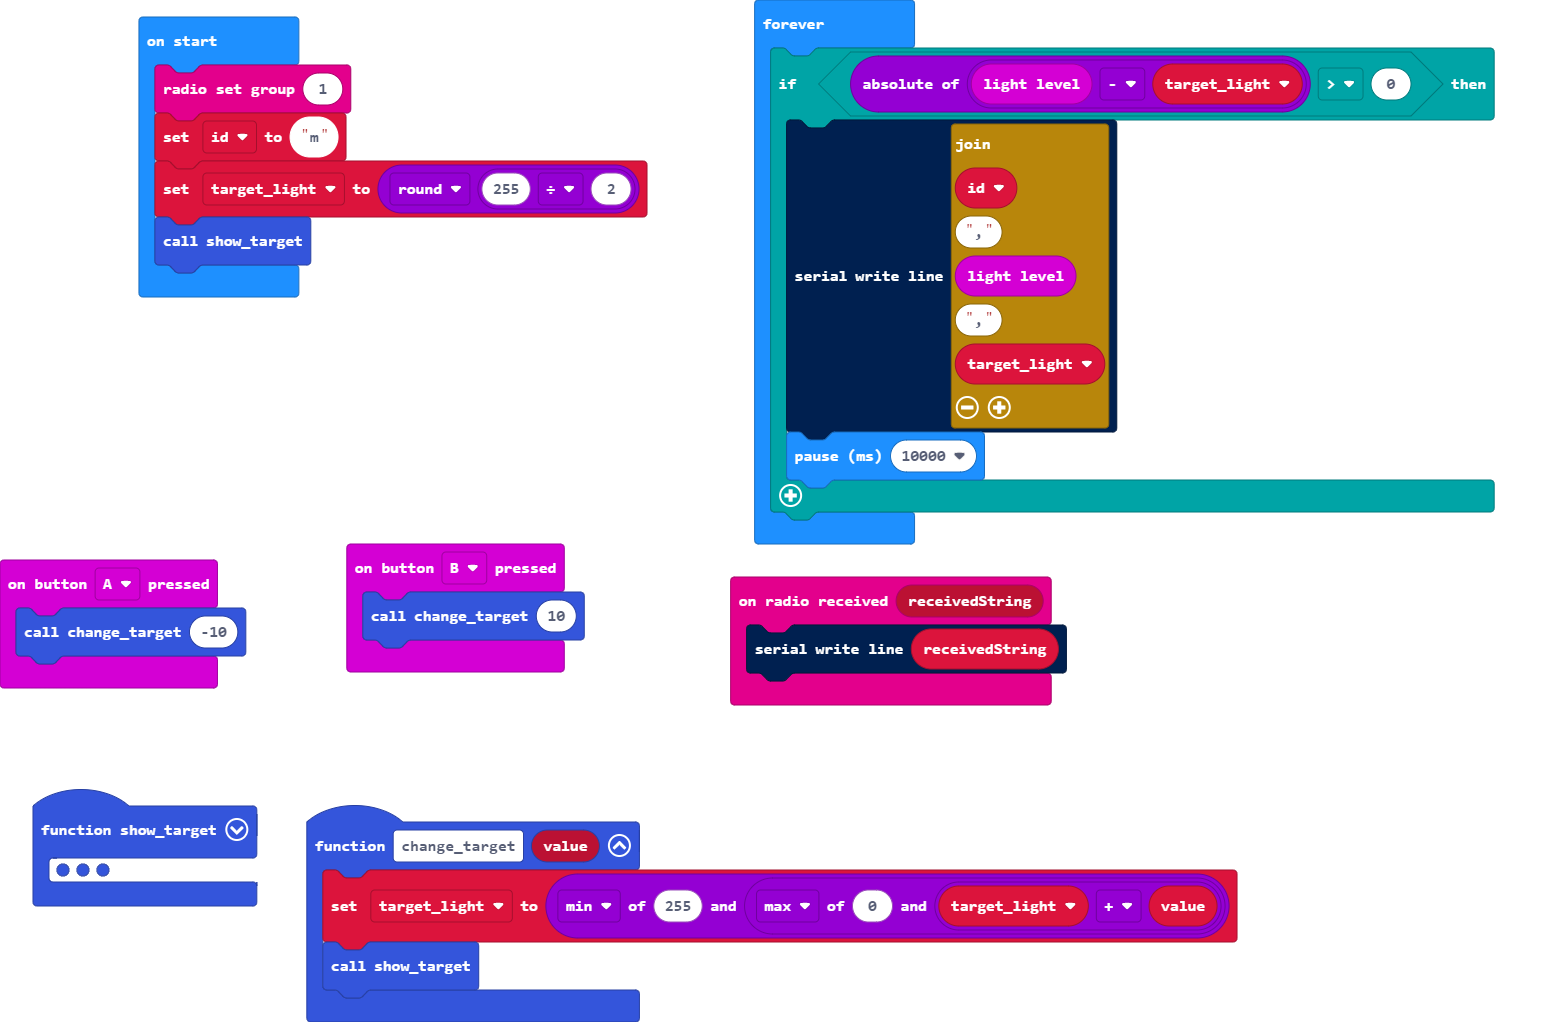 on start
radio set group 1
set id to "m"
set target_light to round 255 ÷ 2
call show_target
forever
if absolute of light level - target_light > 0 then
serial write line join
id
","
light level
","
target_light
pause (ms) 10000
on button A pressed
call change_target -10
on button B pressed
call change_target 10
on radio received receivedString
serial write line receivedString
function show_target
function change_target value
set target_light to min of 255 and max of 0 and target_light + value
call show_target